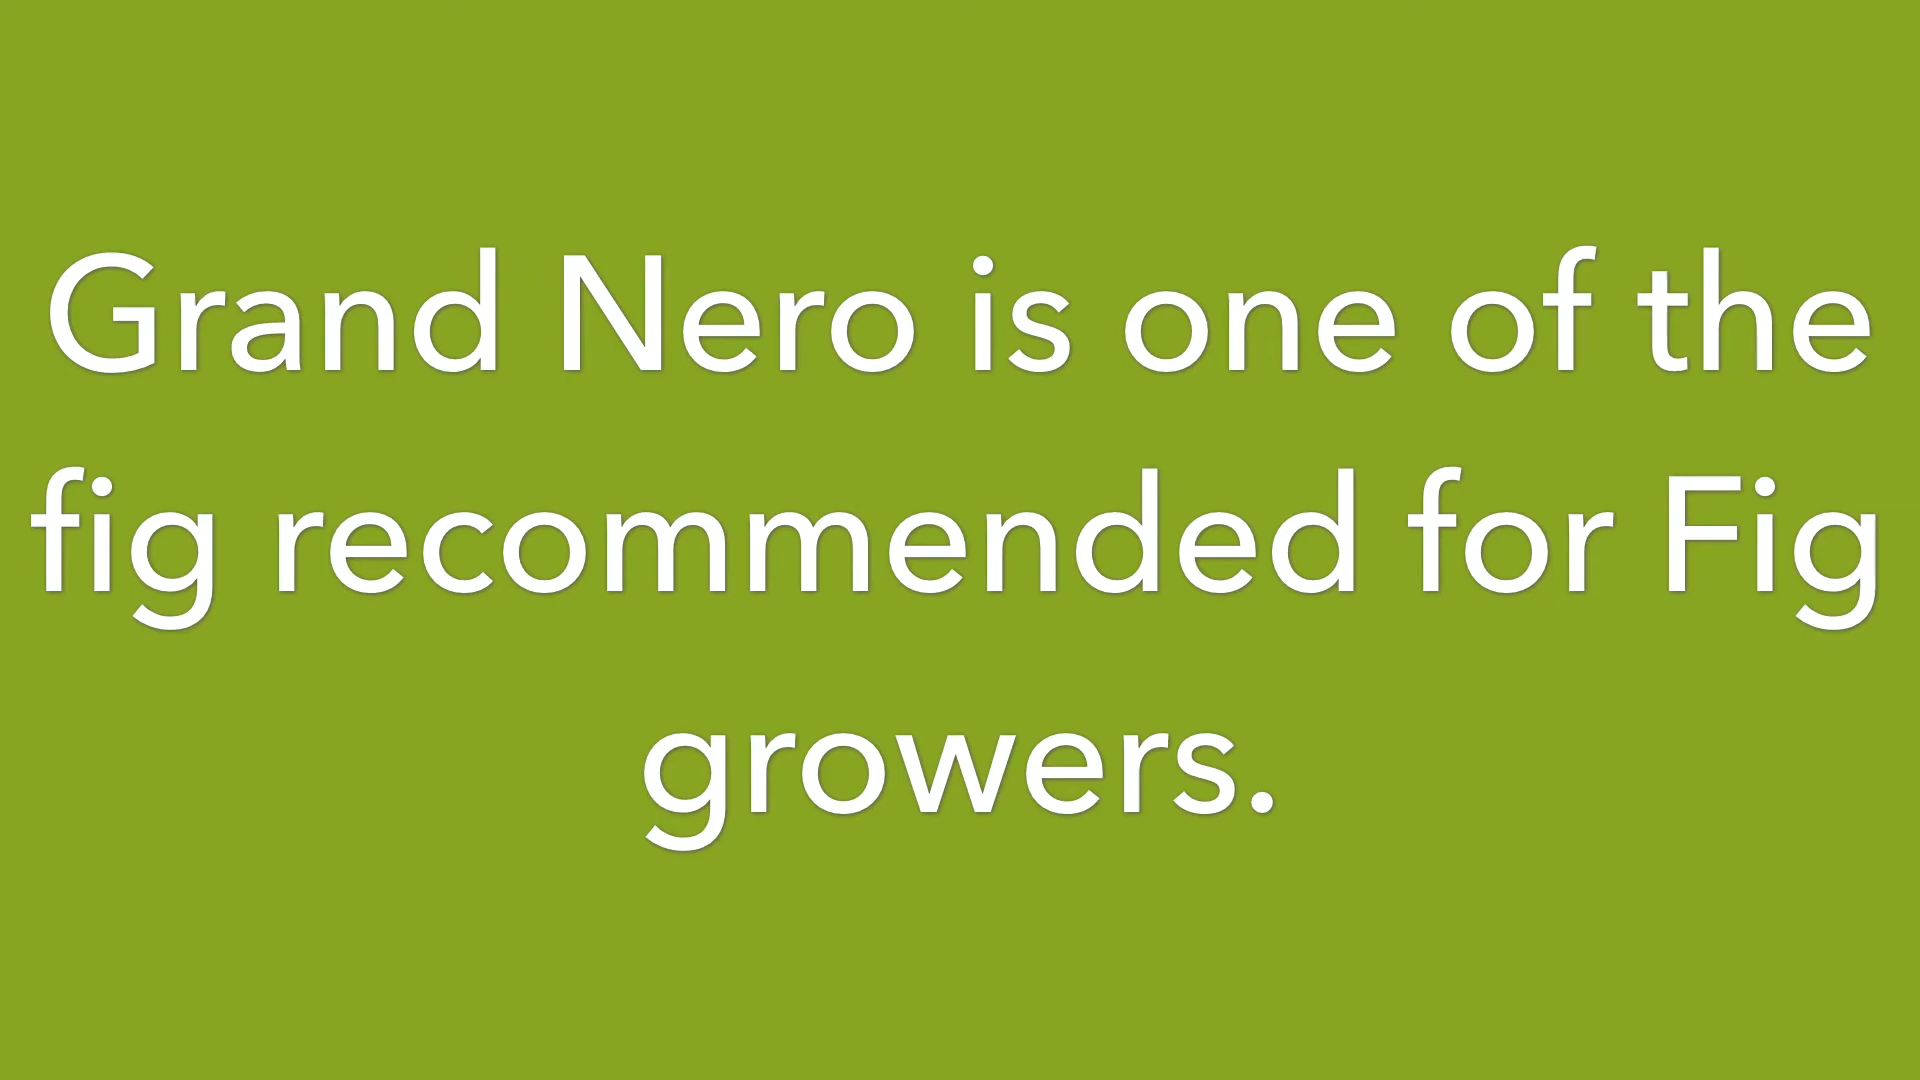 Grand Nero is one of the
fig recommended for Fig
growers.